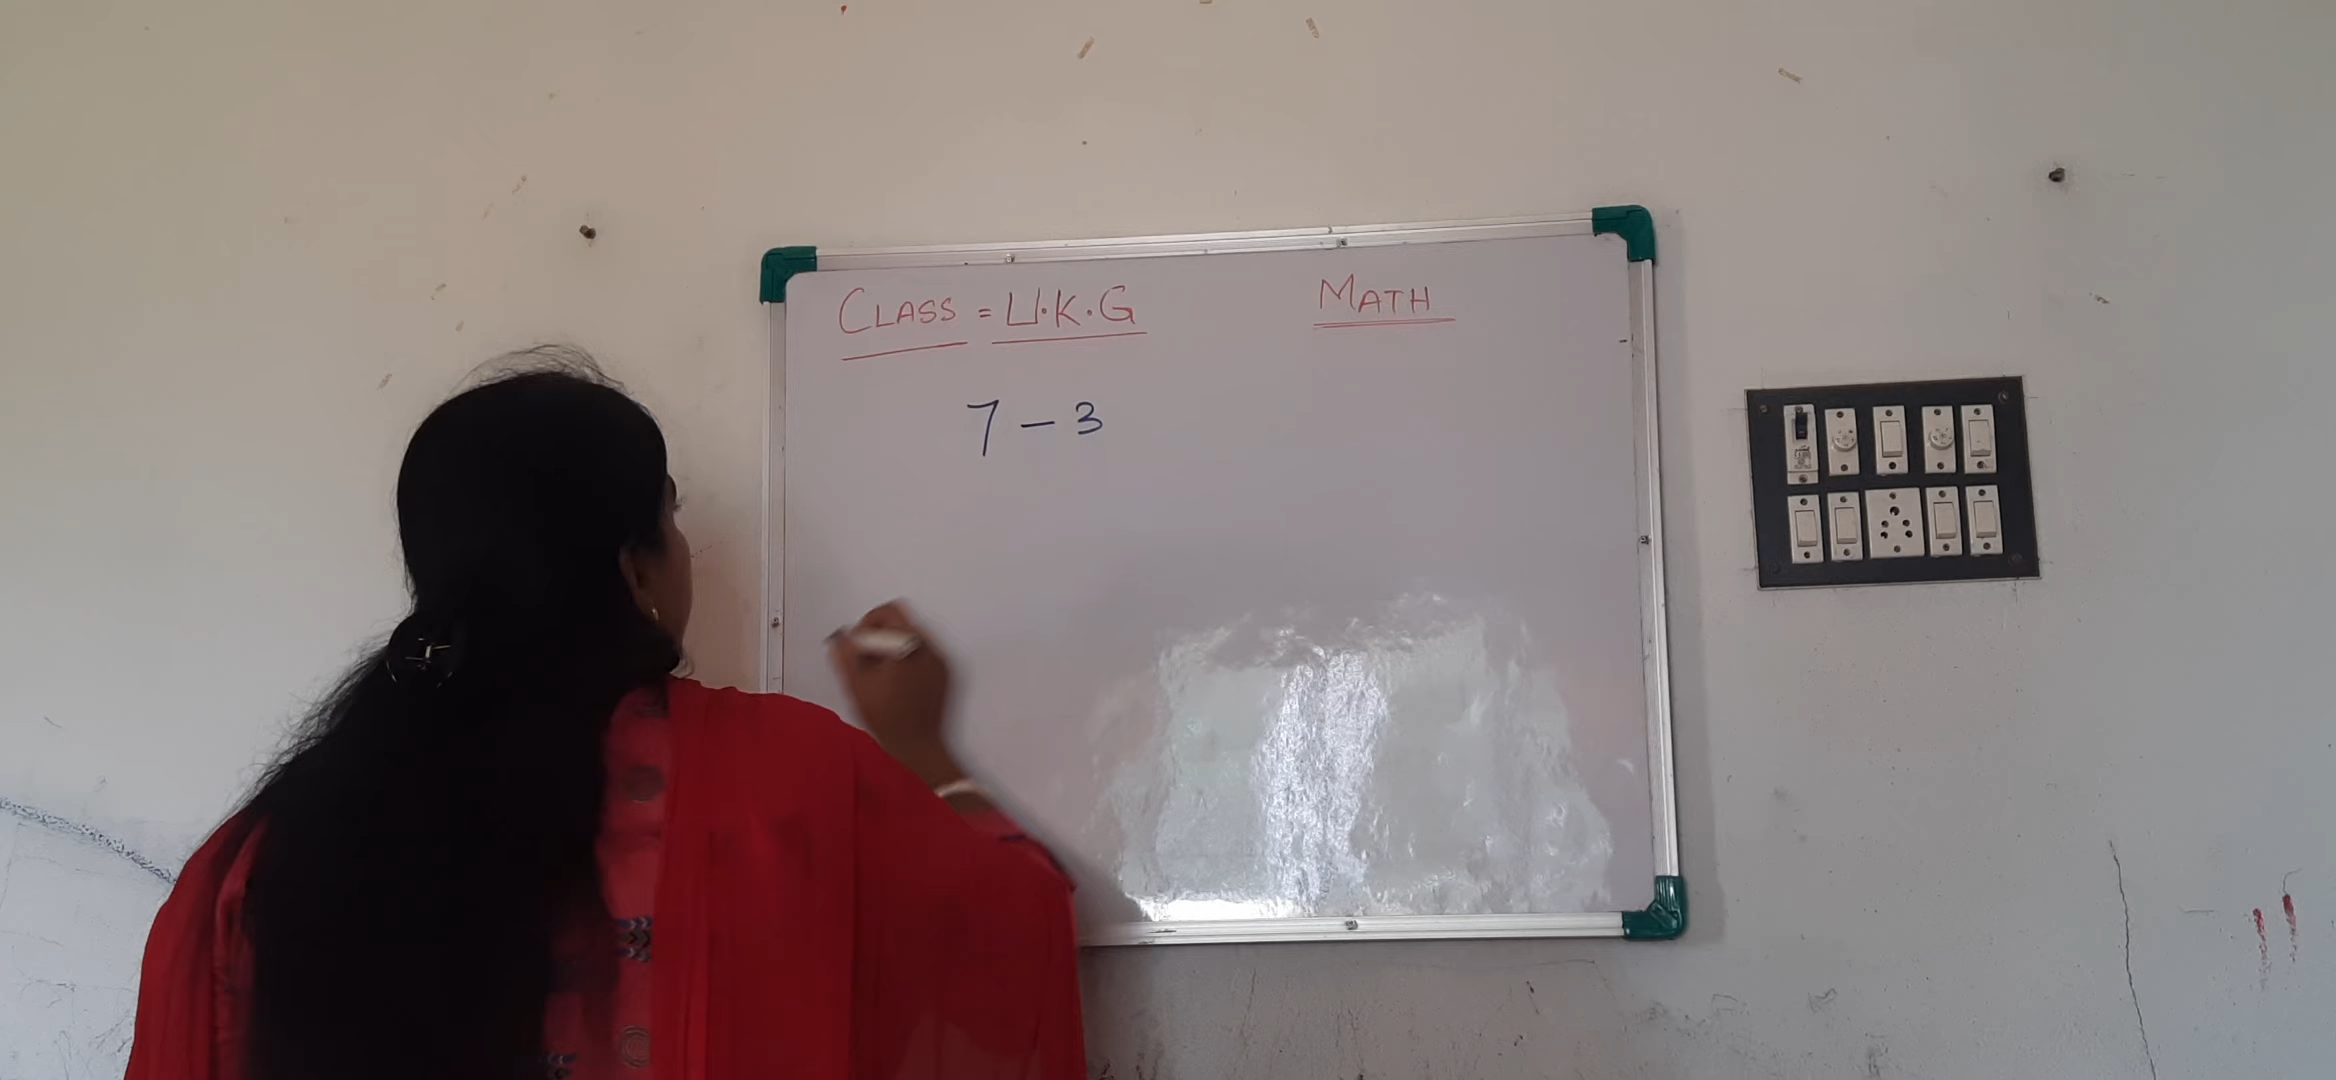 CLASS = U.K.G MATH
7 - 3